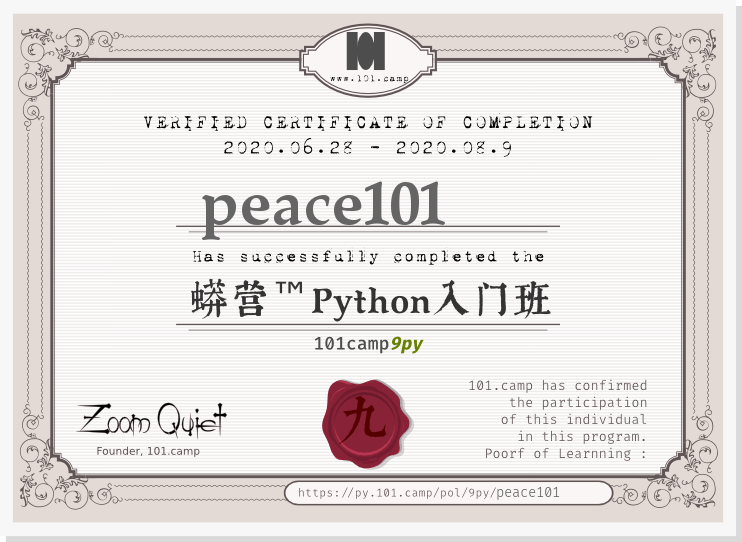 101
www.101.camp
VERIFIED CERTIFICATE OF COMPLETION
2020.06.28 - 2020.08.9
peace101
Has successfully completed the
蟒营™Python入门班
101camp9py
九
Zoom Quiet
Founder, 101.camp
101.camp has confirmed
the participation
of this individual
in this program.
Poorf of Learnning :
https://py.101.camp/pol/9py/peace101